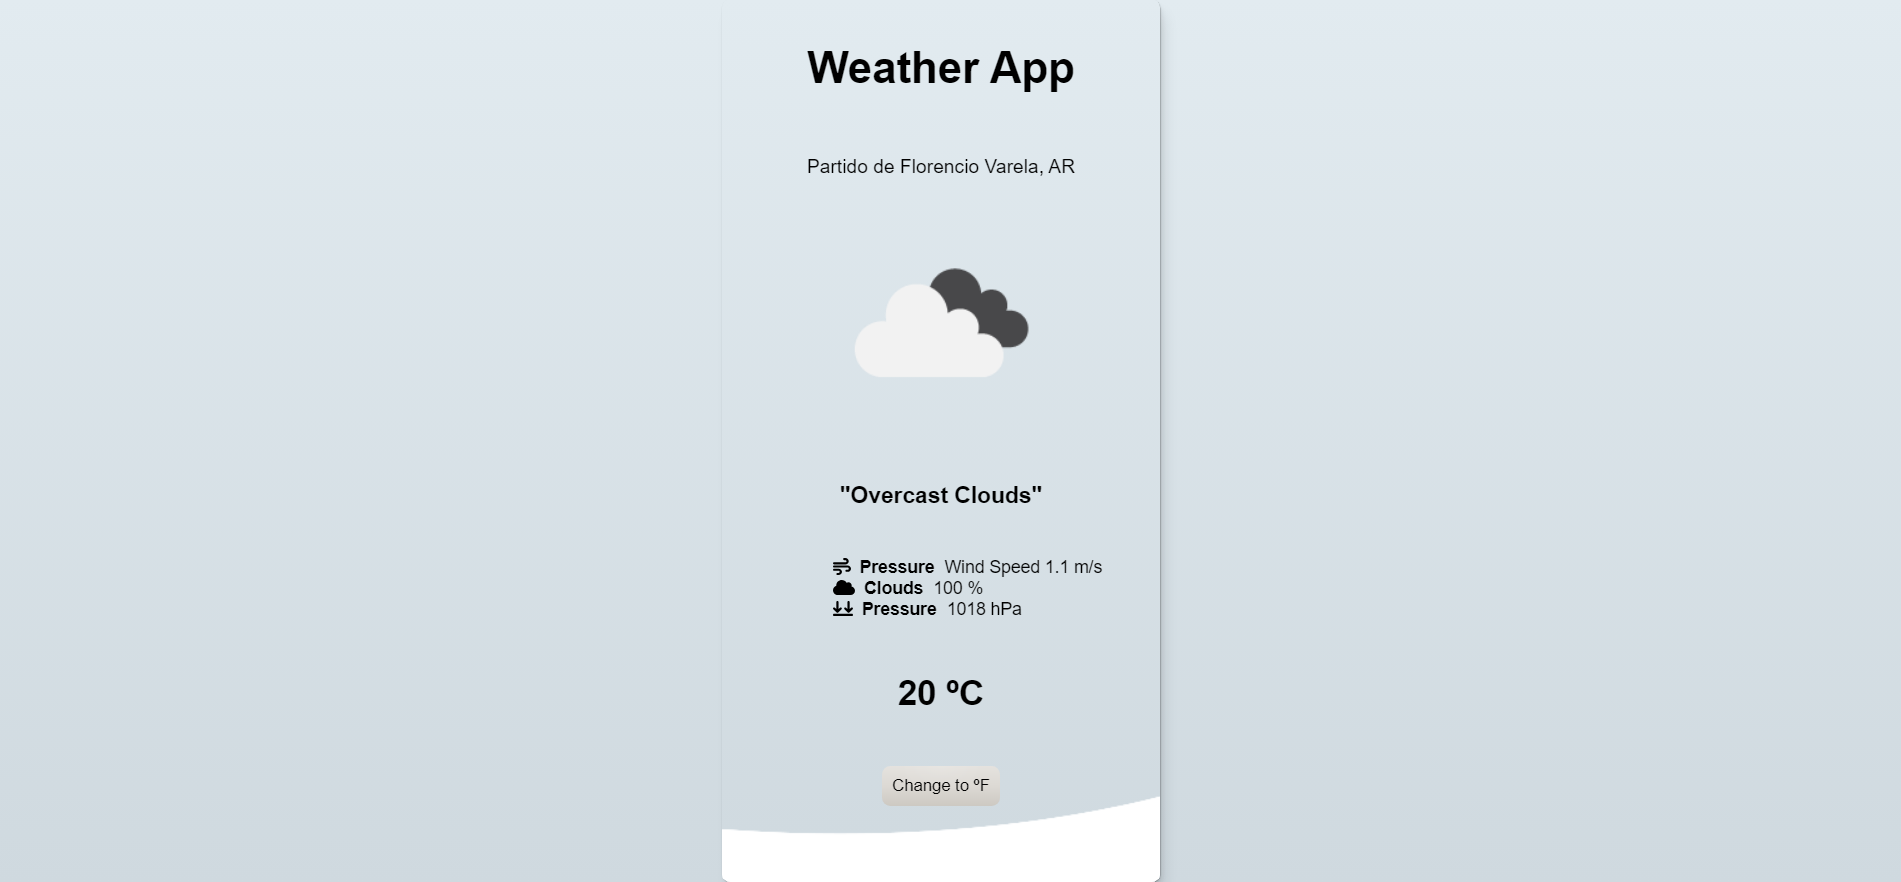 Weather App
Partido de Florencio Varela, AR
"Overcast Clouds"
Pressure Wind Speed 1.1 m/s
Clouds 100 %
Pressure 1018 hPa
20 ºC
Change to ºF